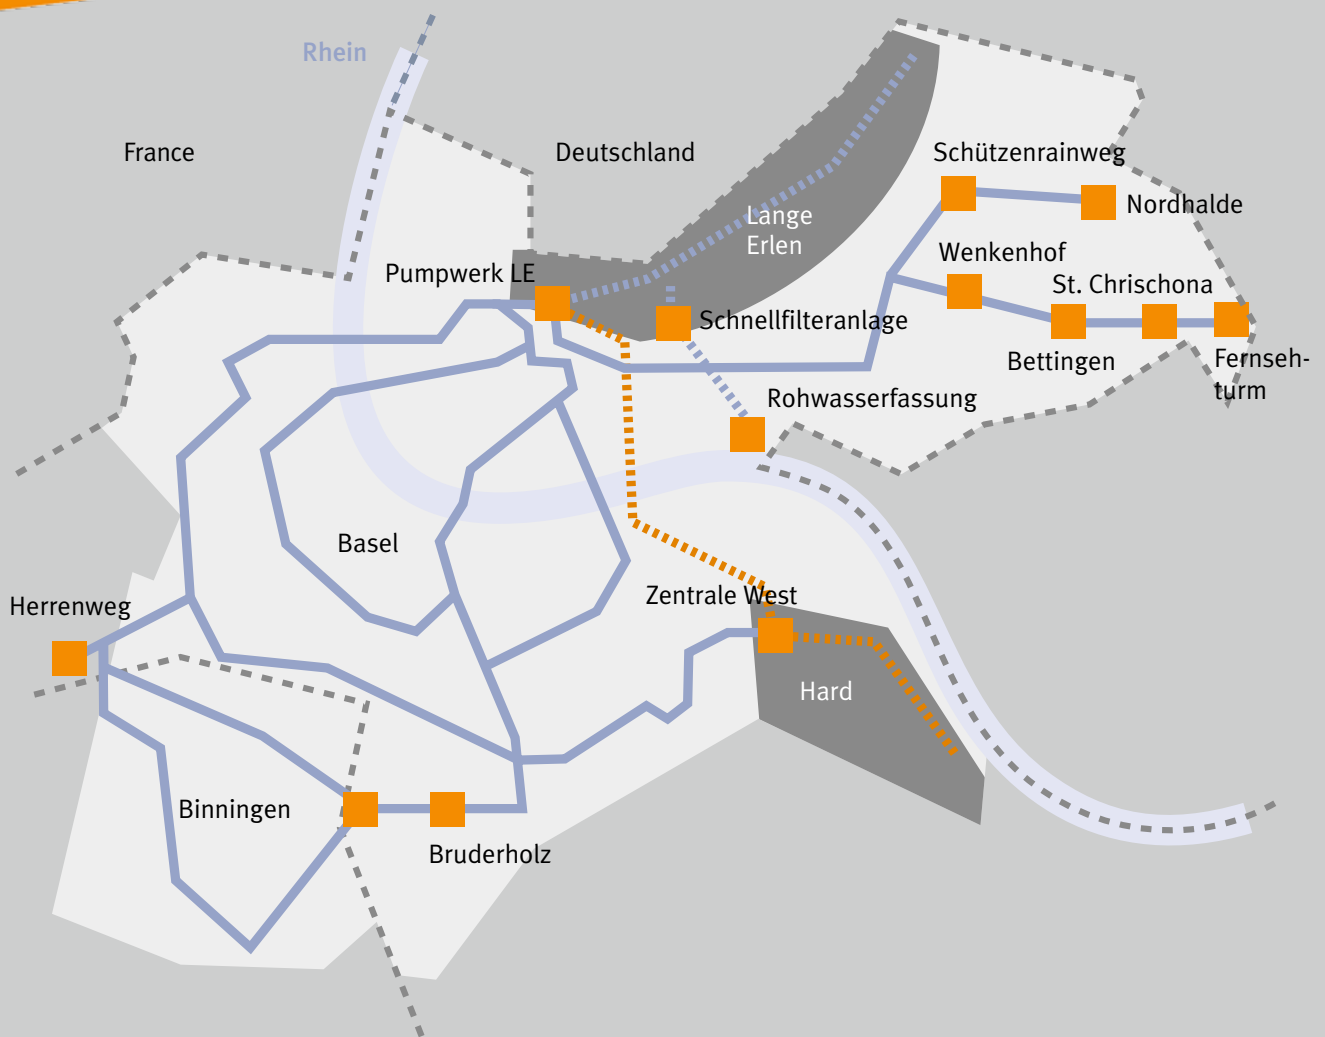 Rhein
France
Deutschland
Schützenrainweg
Nordhalde
Lange
Erlen
Wenkenhof
Pumpwerk LE
St. Chrischona
Schnellfilteranlage
Bettingen
Fernseh-
turm
Rohwasserfassung
Basel
Zentrale West
Herrenweg
Hard
Binningen
Bruderholz